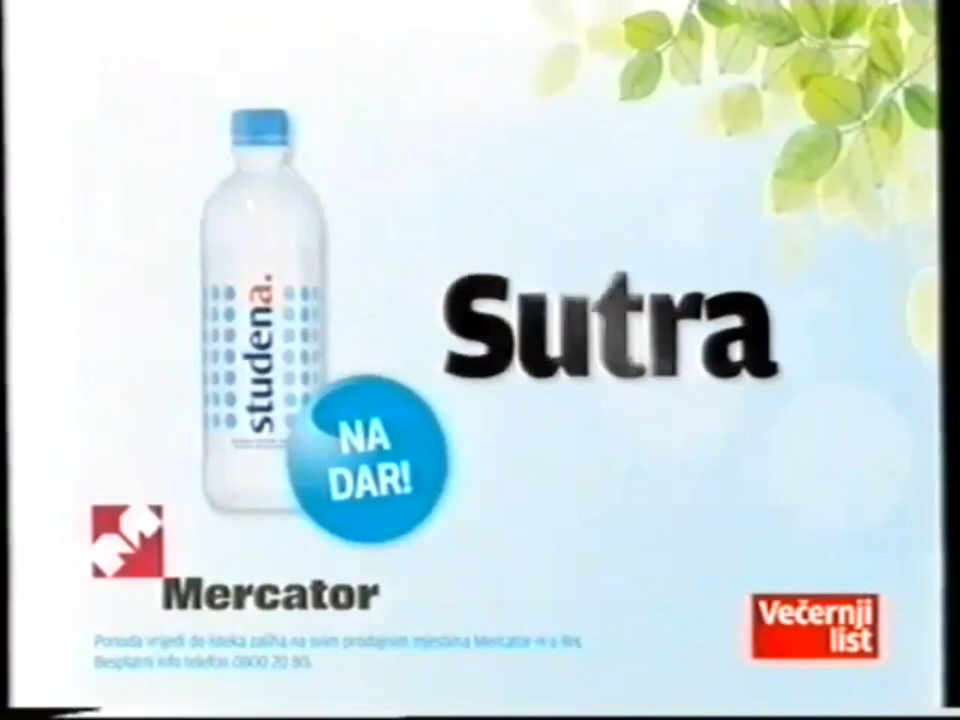 studena.
NA
DAR!
Sutra
Mercator
Ponuda vrijedi do isteka zaliha na svim prodajnim mjestima Mercator-H u RH.
Besplatni info telefon 0800 20 80.
Večernji
list